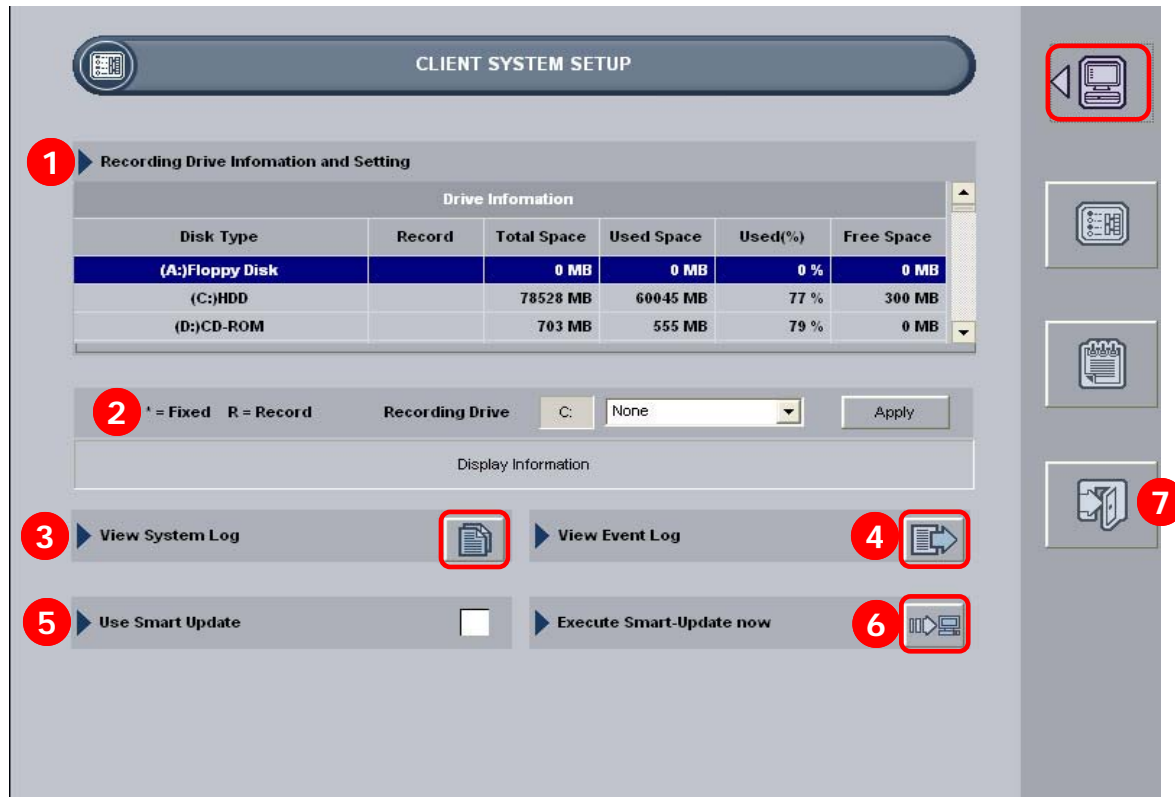 CLIENT SYSTEM SETUP
1 Recording Drive Infomation and Setting
Drive Infomation
Disk Type Record Total Space Used Space Used(%) Free Space
(A:)Floppy Disk 0 MB 0 MB 0 % 0 MB
(C:)HDD 78528 MB 60045 MB 77 % 300 MB
(D:)CD-ROM 703 MB 555 MB 79 % 0 MB
2 * = Fixed R = Record Recording Drive C: None Apply
Display Information
3 View System Log View Event Log 4
7
5 Use Smart Update Execute Smart-Update now 6